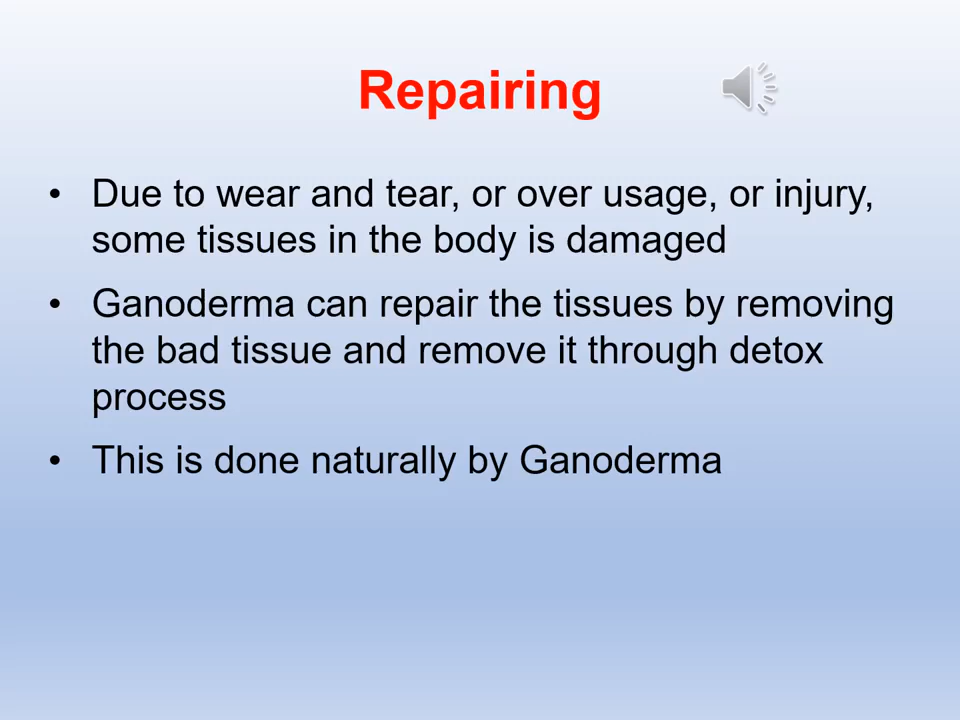 Repairing
• Due to wear and tear, or over usage, or injury,
some tissues in the body is damaged
• Ganoderma can repair the tissues by removing
the bad tissue and remove it through detox
process
• This is done naturally by Ganoderma